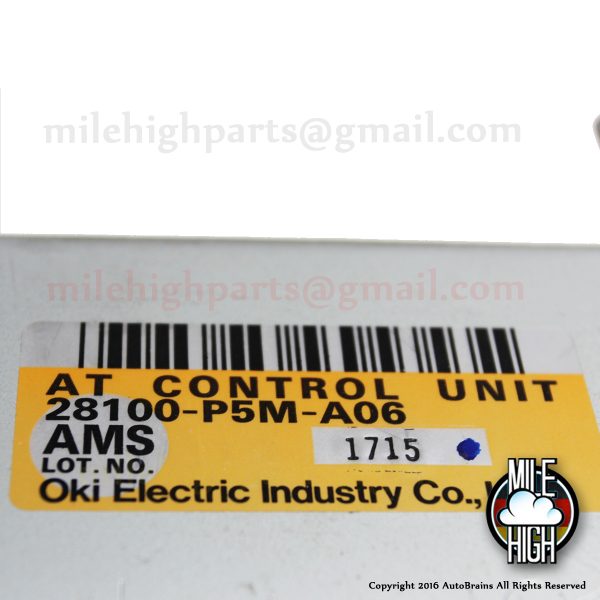 milehighparts@gmail.com
milehighparts@gmail.com
AT CONTROL UNIT
28100-P5M-A06
AMS
1715
LOT. NO.
Oki Electric Industry Co.,
MILE
HIGH
Copyright 2016 AutoBrains All Rights Reserved